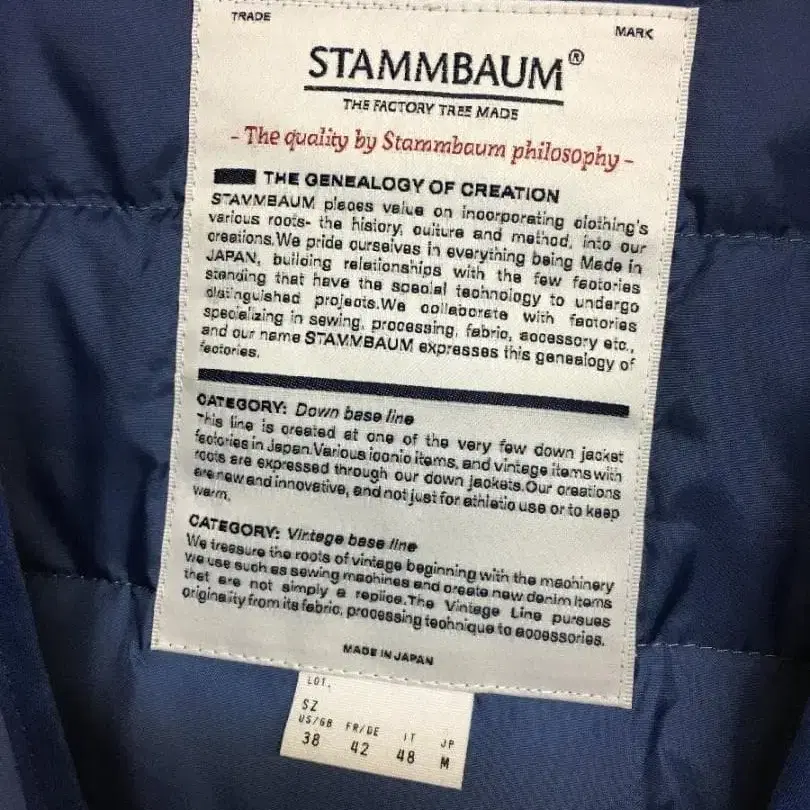 TRADE MARK
STAMMBAUM®
THE FACTORY TREE MADE
- The quality by Stammbaum philosophy -
THE GENEALOGY OF CREATION
STAMMBAUM places value on incorporating clothing's
various roots- the history, culture and method, into our
creations.We pride ourselves in everything being Made in
JAPAN, building relationships with the few factories
standing that have the special technology to undergo
distinguished projects.We collaborate with factories
specializing in sewing, processing, fabric, accessory etc.,
and our name STAMMBAUM expresses this genealogy of
factories.
CATEGORY: Down base line
This line is created at one of the very few down jacket
factories in Japan.Various iconic items, and vintage items with
roots are expressed through our down jackets.Our creations
are new and innovative, and not just for athletic use or to keep
warm.
CATEGORY: Vintage base line
We treasure the roots of vintage beginning with the machinery
we use such as sewing machines and create new denim items
that are not simply a replica.The Vintage Line pursues
originality from its fabric, processing technique to accessories.
MADE IN JAPAN
LOT.
SZ
US/GB FR/DE IT JP
38 42 48 M